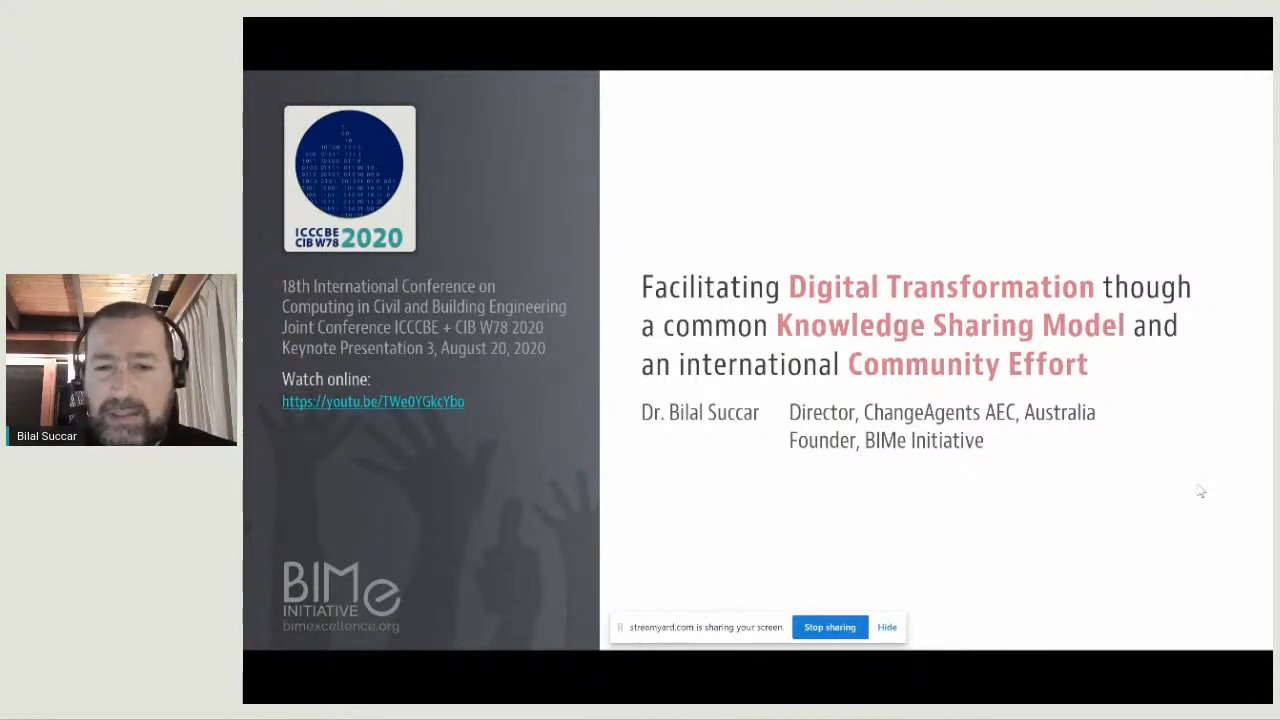 ICCCBE
CIB W78 2020
18th International Conference on
Computing in Civil and Building Engineering
Joint Conference ICCCBE + CIB W78 2020
Keynote Presentation 3, August 20, 2020
Watch online:
https://youtu.be/TWe0YGkcYbo
BIMe
INITIATIVE
bimexcellence.org
Facilitating Digital Transformation though
a common Knowledge Sharing Model and
an international Community Effort
Dr. Bilal Succar Director, ChangeAgents AEC, Australia
Founder, BIMe Initiative
streamyard.com is sharing your screen. Stop sharing Hide
Bilal Succar